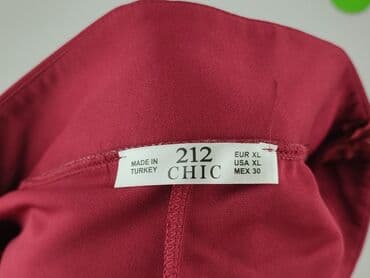 MADE IN
TURKEY
212
CHIC
EUR XL
USA XL
MEX 30